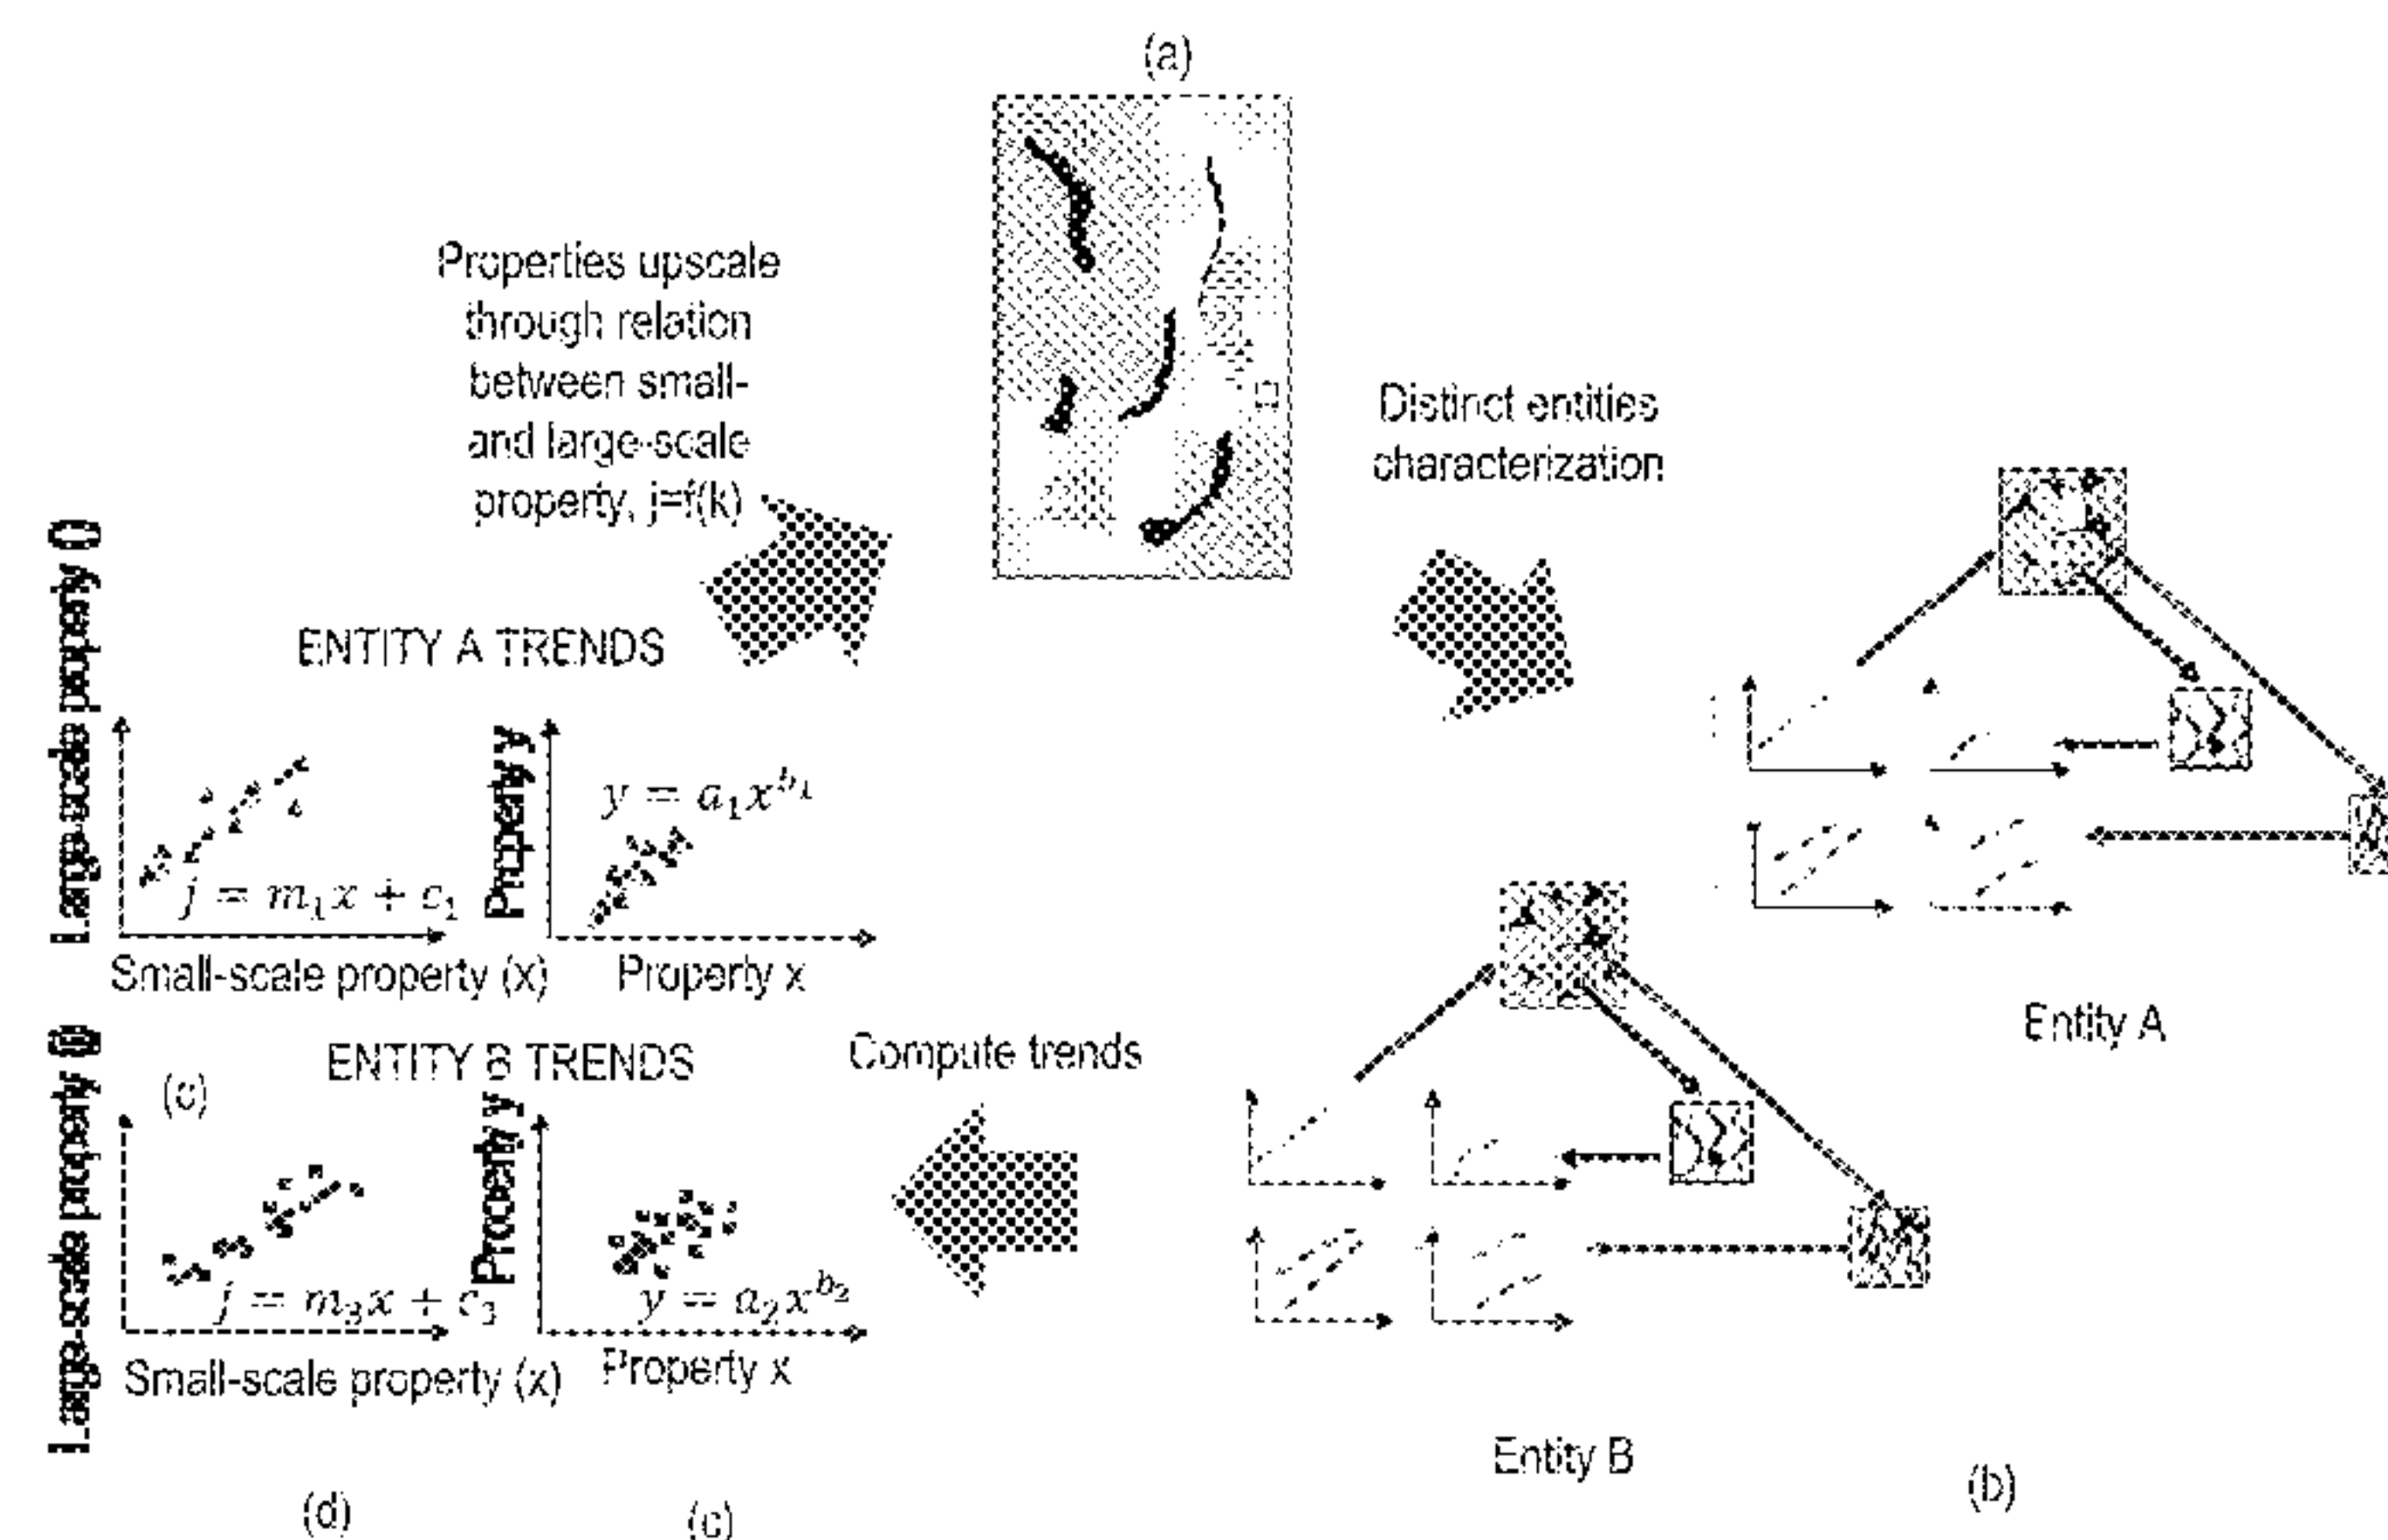 (a)
Properties upscale
through relation
between small-
and large-scale
property, j=f(k)
Distinct entities
characterization
ENTITY A TRENDS
Large-scale property ()
j = m₁x + c₁
Small-scale property (x)
Property y
y = a₁x^b₁
Property x
Entity A
ENTITY B TRENDS
Compute trends
Large-scale property
(c)
j = m₃x + c₃
Small-scale property (x)
Property y
y = a₂x^b₂
Property x
Entity B
(b)
(d)
(c)